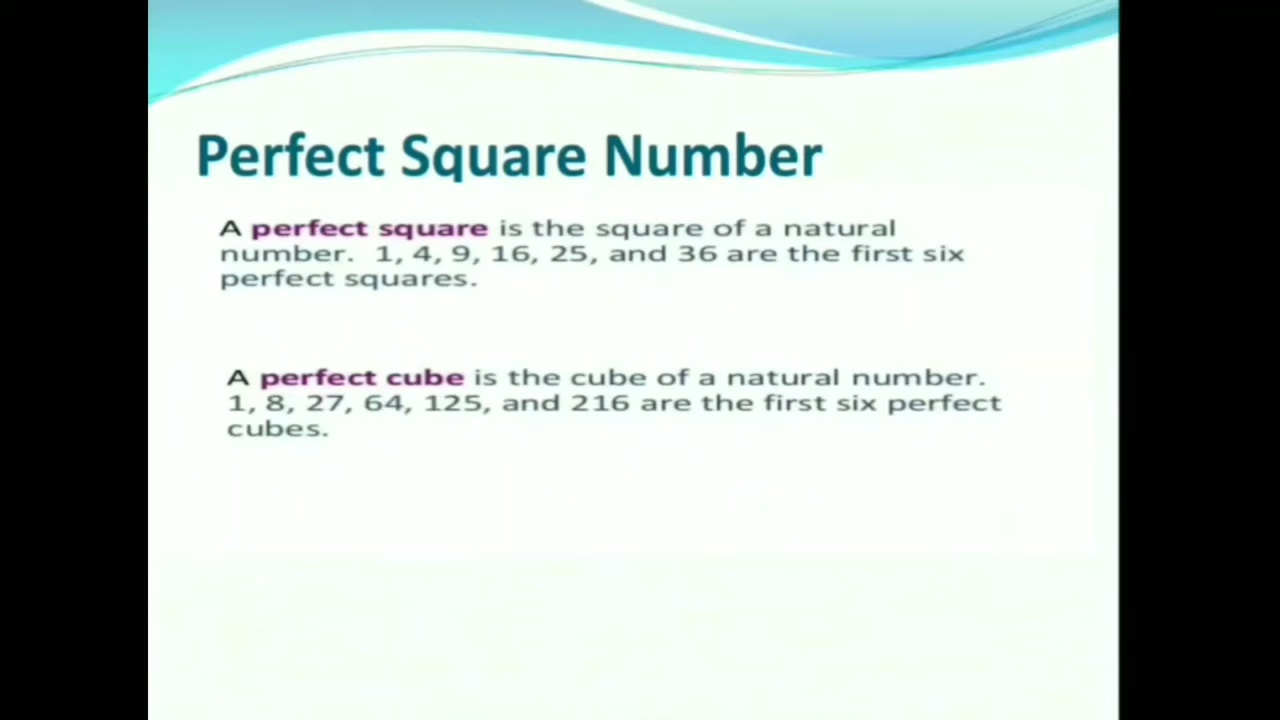 Perfect Square Number
A perfect square is the square of a natural
number. 1, 4, 9, 16, 25, and 36 are the first six
perfect squares.
A perfect cube is the cube of a natural number.
1, 8, 27, 64, 125, and 216 are the first six perfect
cubes.